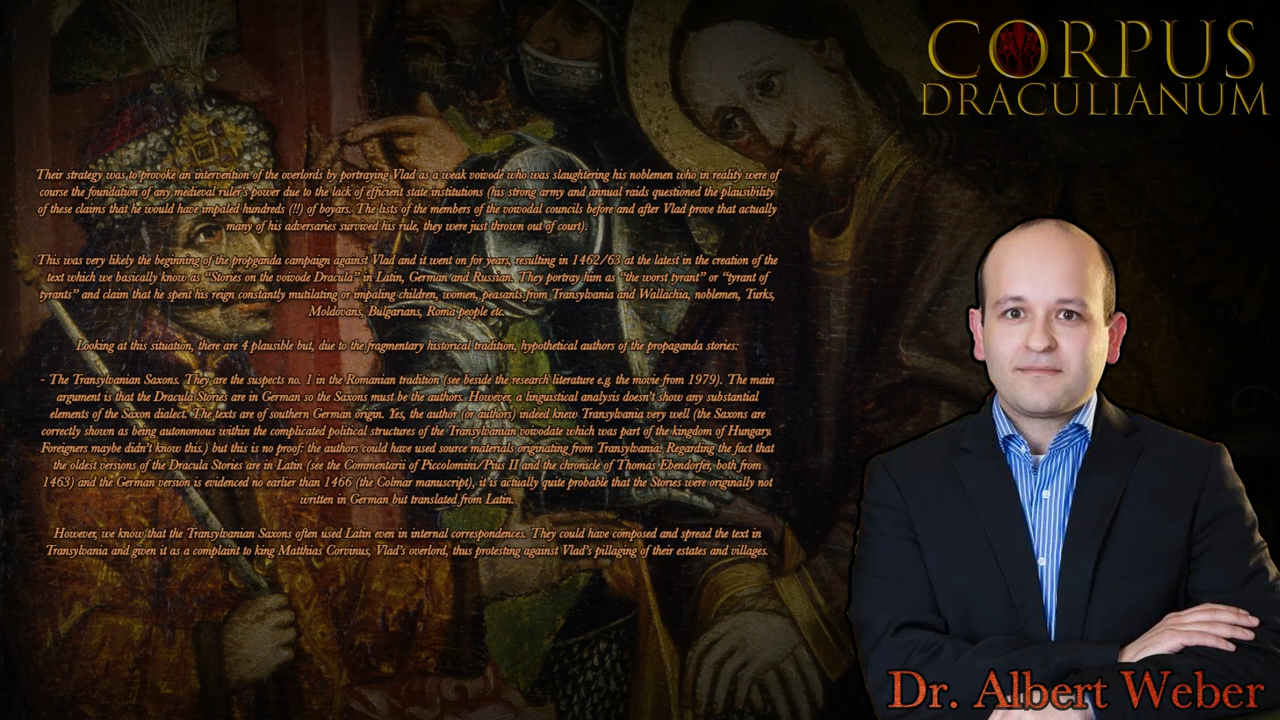 CORPUS
DRACULIANUM
Their strategy was to provoke an intervention of the overlords by portraying Vlad as a weak voivode who was slaughtering his noblemen who in reality were of
course the foundation of any medieval ruler's power due to the lack of efficient state institutions (his strong army and annual raids questioned the plausibility
of these claims that he would have impaled hundreds (!!) of boyars. The lists of the members of the voivodal councils before and after Vlad prove that actually
many of his adversaries survived his rule, they were just thrown out of court).
This was very likely the beginning of the propganda campaign against Vlad and it went on for years, resulting in 1462/63 at the latest in the creation of the
text which we basically know as "Stories on the voivode Dracula" in Latin, German and Russian. They portray him as "the worst tyrant" or "tyrant of
tyrants" and claim that he spent his reign constantly mutilating or impaling children, women, peasants from Transylvania and Wallachia, noblemen, Turks,
Moldovans, Bulgarians, Roma people etc.
Looking at this situation, there are 4 plausible but, due to the fragmentary historical tradition, hypothetical authors of the propaganda stories:
- The Transylvanian Saxons. They are the suspects no. 1 in the Romanian tradition (see beside the research literature e.g. the movie from 1979). The main
argument is that the Dracula Stories are in German so the Saxons must be the authors. However, a linguistical analysis doesn't show any substantial
elements of the Saxon dialect. The texts are of southern German origin. Yes, the author (or authors) indeed knew Transylvania very well (the Saxons are
correctly shown as being autonomous within the complicated political structures of the Transylvanian voivodate which was part of the kingdom of Hungary.
Foreigners maybe didn't know this.) but this is no proof: the authors could have used source materials originating from Transylvania. Regarding the fact that
the oldest versions of the Dracula Stories are in Latin (see the Commentarii of Piccolomini/Pius II and the chronicle of Thomas Ebendorfer, both from
1463) and the German version is evidenced no earlier than 1466 (the Colmar manuscript), it is actually quite probable that the Stories were originally not
written in German but translated from Latin.
However, we know that the Transylvanian Saxons often used Latin even in internal correspondences. They could have composed and spread the text in
Transylvania and given it as a complaint to king Matthias Corvinus, Vlad's overlord, thus protesting against Vlad's pillaging of their estates and villages.
Dr. Albert Weber